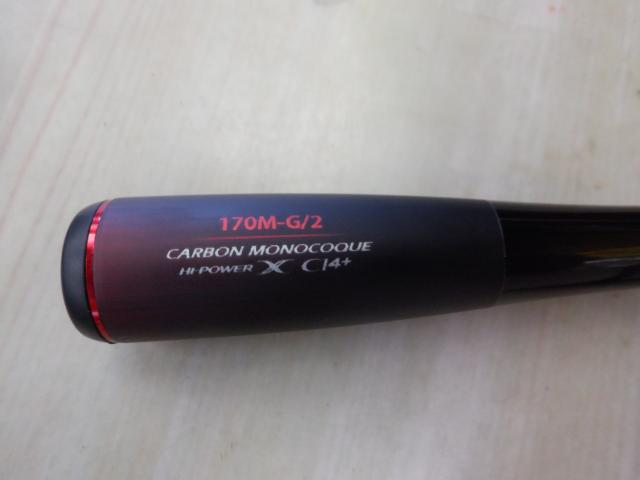 170M-G/2
CARBON MONOCOQUE
HI-POWER X CI4+